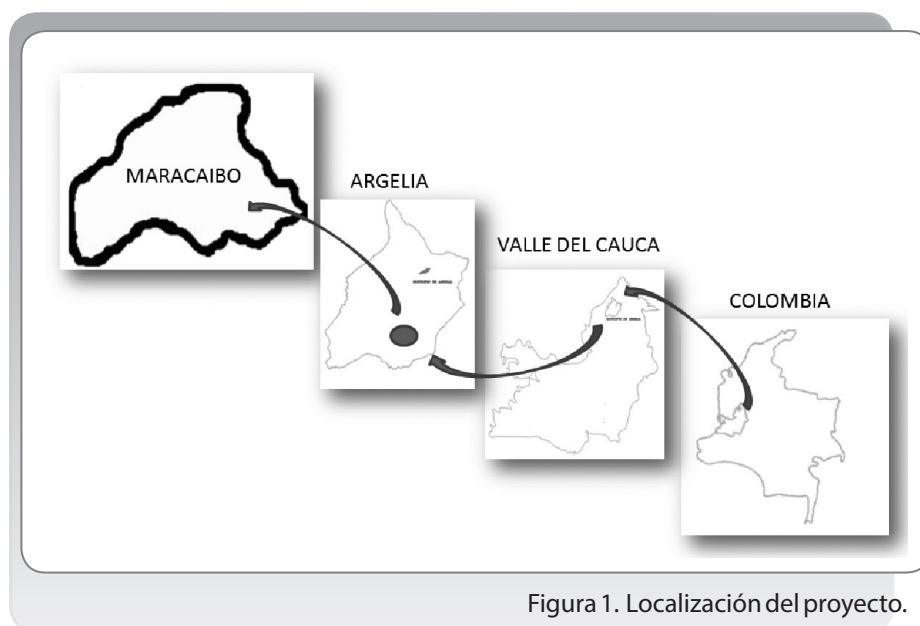 MARACAIBO
ARGELIA
VALLE DEL CAUCA
COLOMBIA
Figura 1. Localización del proyecto.